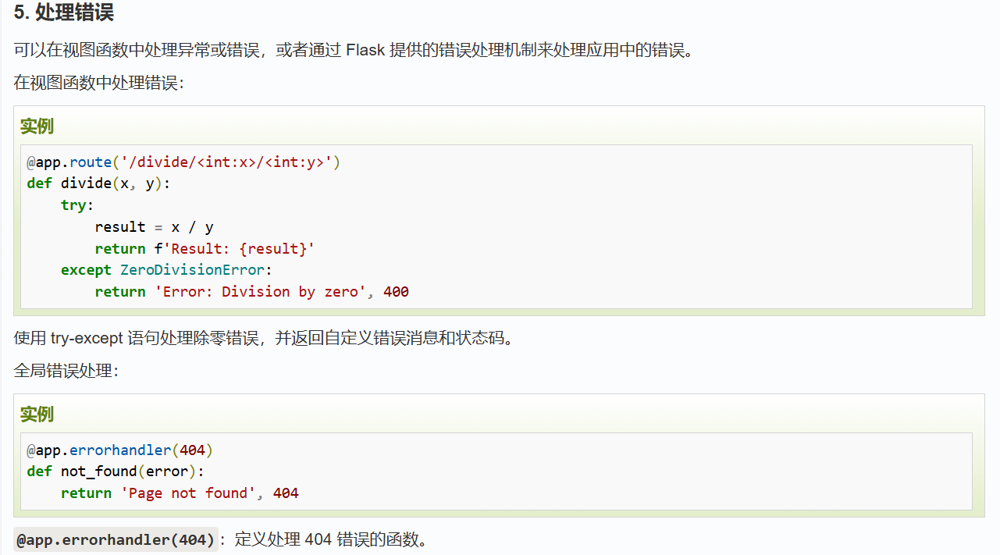 5. 处理错误
可以在视图函数中处理异常或错误，或者通过 Flask 提供的错误处理机制来处理应用中的错误。
在视图函数中处理错误：
实例
@app.route('/divide/<int:x>/<int:y>')
def divide(x, y):
    try:
        result = x / y
        return f'Result: {result}'
    except ZeroDivisionError:
        return 'Error: Division by zero', 400
使用 try-except 语句处理除零错误，并返回自定义错误消息和状态码。
全局错误处理：
实例
@app.errorhandler(404)
def not_found(error):
    return 'Page not found', 404
@app.errorhandler(404)：定义处理 404 错误的函数。